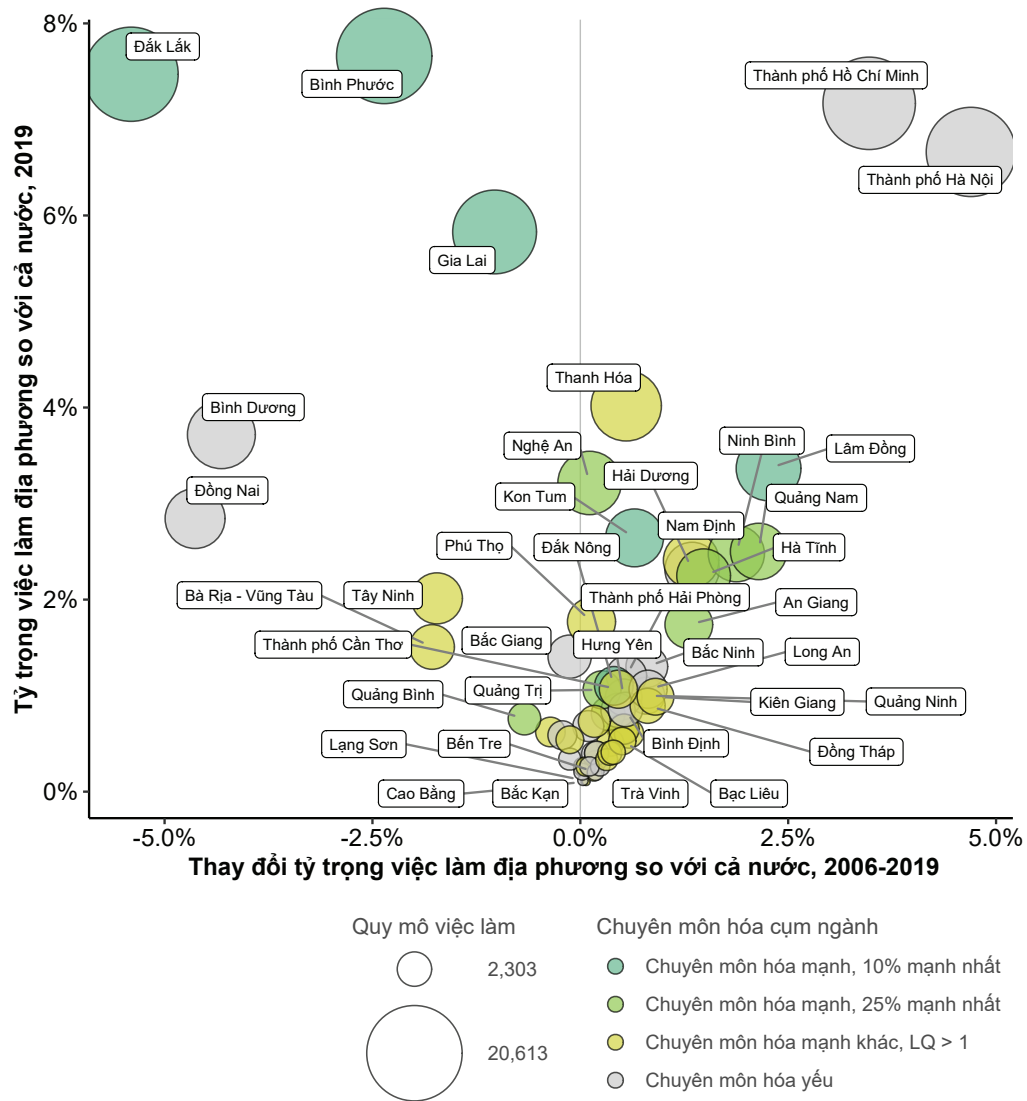 8%
6%
4%
2%
0%
Tỷ trọng việc làm địa phương so với cả nước, 2019
Đắk Lắk
Bình Phước
Thành phố Hồ Chí Minh
Thành phố Hà Nội
Gia Lai
Thanh Hóa
Bình Dương
Nghệ An
Ninh Bình
Lâm Đồng
Hải Dương
Đồng Nai
Kon Tum
Quảng Nam
Nam Định
Phú Thọ
Đắk Nông
Hà Tĩnh
Bà Rịa - Vũng Tàu
Tây Ninh
Thành phố Hải Phòng
An Giang
Thành phố Cần Thơ
Bắc Giang
Hưng Yên
Bắc Ninh
Long An
Quảng Bình
Quảng Trị
Kiên Giang
Quảng Ninh
Lạng Sơn
Bến Tre
Bình Định
Đồng Tháp
Cao Bằng
Bắc Kạn
Trà Vinh
Bạc Liêu
-5.0%
-2.5%
0.0%
2.5%
5.0%
Thay đổi tỷ trọng việc làm địa phương so với cả nước, 2006-2019
Quy mô việc làm
2,303
20,613
Chuyên môn hóa cụm ngành
Chuyên môn hóa mạnh, 10% mạnh nhất
Chuyên môn hóa mạnh, 25% mạnh nhất
Chuyên môn hóa mạnh khác, LQ > 1
Chuyên môn hóa yếu